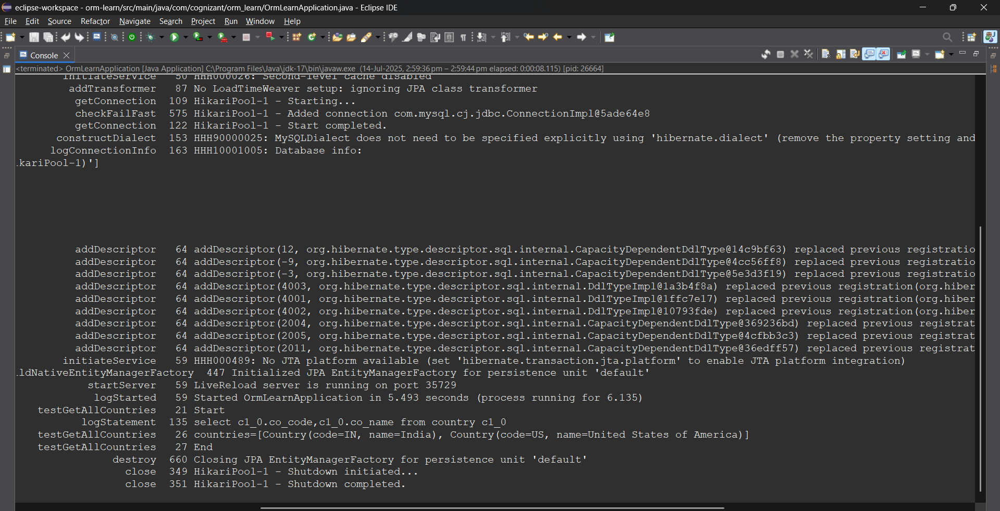 eclipse-workspace - orm-learn/src/main/java/com/cognizant/orm_learn/OrmLearnApplication.java - Eclipse IDE
File Edit Source Refactor Navigate Search Project Run Window Help
Console
<terminated> OrmLearnApplication [Java Application] C:\Program Files\Java\jdk-17\bin\javaw.exe (14-Jul-2025, 2:59:36 pm – 2:59:44 pm elapsed: 0:00:08.115) [pid: 26664]
initiateService 50 HHH000026: Second-level cache disabled
addTransformer 87 No LoadTimeWeaver setup: ignoring JPA class transformer
getConnection 109 HikariPool-1 - Starting...
checkFailFast 575 HikariPool-1 - Added connection com.mysql.cj.jdbc.ConnectionImpl@5ade64e8
getConnection 122 HikariPool-1 - Start completed.
constructDialect 153 HHH90000025: MySQLDialect does not need to be specified explicitly using 'hibernate.dialect' (remove the property setting and
logConnectionInfo 163 HHH10001005: Database info:
.kariPool-1)']
addDescriptor 64 addDescriptor(12, org.hibernate.type.descriptor.sql.internal.CapacityDependentDdlType@14c9bf63) replaced previous registratio
addDescriptor 64 addDescriptor(-9, org.hibernate.type.descriptor.sql.internal.CapacityDependentDdlType@4cc56ff8) replaced previous registratio
addDescriptor 64 addDescriptor(-3, org.hibernate.type.descriptor.sql.internal.CapacityDependentDdlType@5e3d3f19) replaced previous registratio
addDescriptor 64 addDescriptor(4003, org.hibernate.type.descriptor.sql.internal.DdlTypeImpl@1a3b4f8a) replaced previous registration(org.hiber
addDescriptor 64 addDescriptor(4001, org.hibernate.type.descriptor.sql.internal.DdlTypeImpl@1ffc7e17) replaced previous registration(org.hiber
addDescriptor 64 addDescriptor(4002, org.hibernate.type.descriptor.sql.internal.DdlTypeImpl@10793fde) replaced previous registration(org.hiber
addDescriptor 64 addDescriptor(2004, org.hibernate.type.descriptor.sql.internal.CapacityDependentDdlType@369236bd) replaced previous registrat
addDescriptor 64 addDescriptor(2005, org.hibernate.type.descriptor.sql.internal.CapacityDependentDdlType@4cfbb3c3) replaced previous registrat
addDescriptor 64 addDescriptor(2011, org.hibernate.type.descriptor.sql.internal.CapacityDependentDdlType@36edff57) replaced previous registrat
initiateService 59 HHH000489: No JTA platform available (set 'hibernate.transaction.jta.platform' to enable JTA platform integration)
.ldNativeEntityManagerFactory 447 Initialized JPA EntityManagerFactory for persistence unit 'default'
startServer 59 LiveReload server is running on port 35729
logStarted 59 Started OrmLearnApplication in 5.493 seconds (process running for 6.135)
testGetAllCountries 21 Start
logStatement 135 select c1_0.co_code,c1_0.co_name from country c1_0
testGetAllCountries 26 countries=[Country(code=IN, name=India), Country(code=US, name=United States of America)]
testGetAllCountries 27 End
destroy 660 Closing JPA EntityManagerFactory for persistence unit 'default'
close 349 HikariPool-1 - Shutdown initiated...
close 351 HikariPool-1 - Shutdown completed.